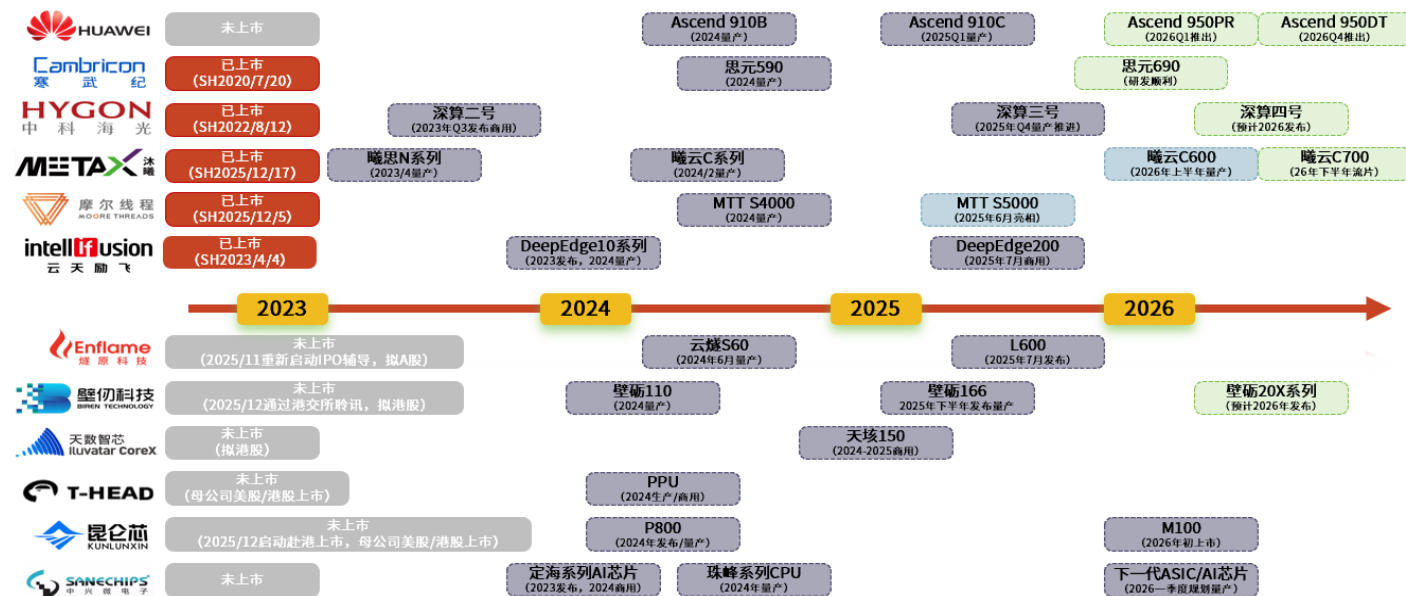 HUAWEI
未上市
Ascend 910B
(2024量产)
Ascend 910C
(2025Q1量产)
Ascend 950PR
(2026Q1推出)
Ascend 950DT
(2026Q4推出)
Cambricon
寒武纪
已上市
(SH2020/7/20)
思元590
(2024量产)
思元690
(研发顺利)
HYGON
中科海光
已上市
(SH2022/8/12)
深算二号
(2023年Q3发布商用)
深算三号
(2025年Q4量产推进)
深算四号
(预计2026发布)
METAX 沐曦
已上市
(SH2025/12/17)
曦思N系列
(2023/4量产)
曦云C系列
(2024/2量产)
曦云C600
(2026年上半年量产)
曦云C700
(26年下半年流片)
摩尔线程
MOORE THREADS
已上市
(SH2025/12/5)
MTT S4000
(2024量产)
MTT S5000
(2025年6月亮相)
intellifusion
云天励飞
已上市
(SH2023/4/4)
DeepEdge10系列
(2023发布，2024量产)
DeepEdge200
(2025年7月商用)
2023
2024
2025
2026
Enflame
燧原科技
未上市
(2025/11重新启动IPO辅导，拟A股)
云燧S60
(2024年6月量产)
L600
(2025年7月发布)
壁仞科技
BIREN TECHNOLOGY
未上市
(2025/12通过港交所聆讯，拟港股)
壁砺110
(2024量产)
壁砺166
2025年下半年发布量产
壁砺20X系列
(预计2026年发布)
天数智芯
Iluvatar CoreX
未上市
(拟港股)
天垓150
(2024-2025商用)
T-HEAD
未上市
(母公司美股/港股上市)
PPU
(2024生产/商用)
昆仑芯
KUNLUNXIN
未上市
(2025/12启动赴港上市，母公司美股/港股上市)
P800
(2024年发布/量产)
M100
(2026年初上市)
SANECHIPS
中兴微电子
未上市
定海系列AI芯片
(2023发布，2024商用)
珠峰系列CPU
(2024年量产)
下一代ASIC/AI芯片
(2026一季度规划量产)